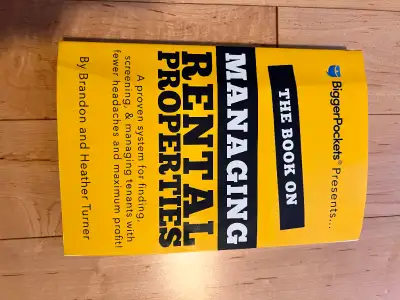 BiggerPockets® Presents...
THE BOOK ON
MANAGING
RENTAL
PROPERTIES
A proven system for finding,
screening, & managing tenants with
fewer headaches and maximum profit!
By Brandon and Heather Turner